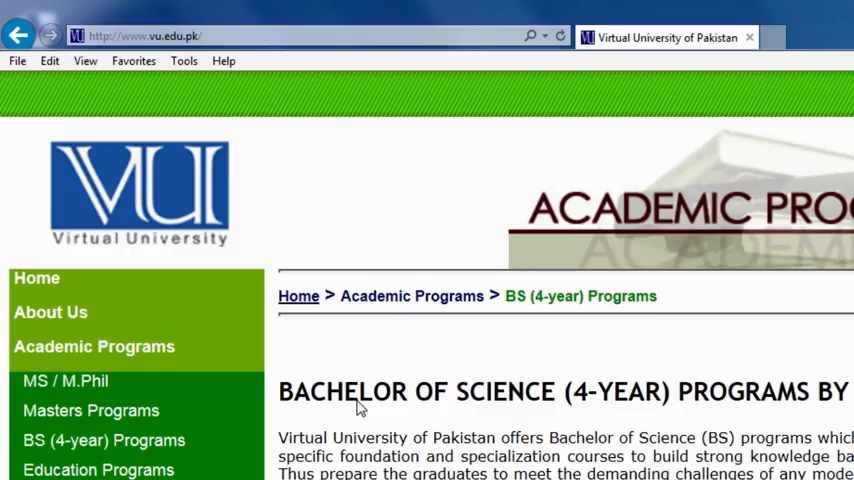 http://www.vu.edu.pk/
Virtual University of Pakistan
File Edit View Favorites Tools Help
VU
Virtual University
ACADEMIC PRO
Home
About Us
Academic Programs
MS / M.Phil
Masters Programs
BS (4-year) Programs
Education Programs
Home > Academic Programs > BS (4-year) Programs
BACHELOR OF SCIENCE (4-YEAR) PROGRAMS BY
Virtual University of Pakistan offers Bachelor of Science (BS) programs which
specific foundation and specialization courses to build strong knowledge ba
Thus prepare the graduates to meet the demanding challenges of any mode